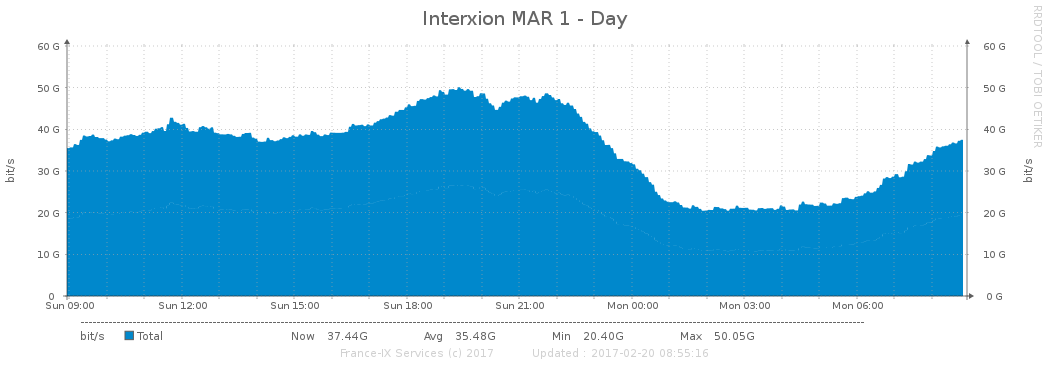 Interxion MAR 1 - Day
RRDTOOL / TOBI OETIKER
60 G 60 G
50 G 50 G
40 G 40 G
30 G 30 G
20 G 20 G
10 G 10 G
0 0 G
bit/s bit/s
Sun 09:00 Sun 12:00 Sun 15:00 Sun 18:00 Sun 21:00 Mon 00:00 Mon 03:00 Mon 06:00
bit/s Total Now 37.44G Avg 35.48G Min 20.40G Max 50.05G
France-IX Services (c) 2017 Updated : 2017-02-20 08:55:16